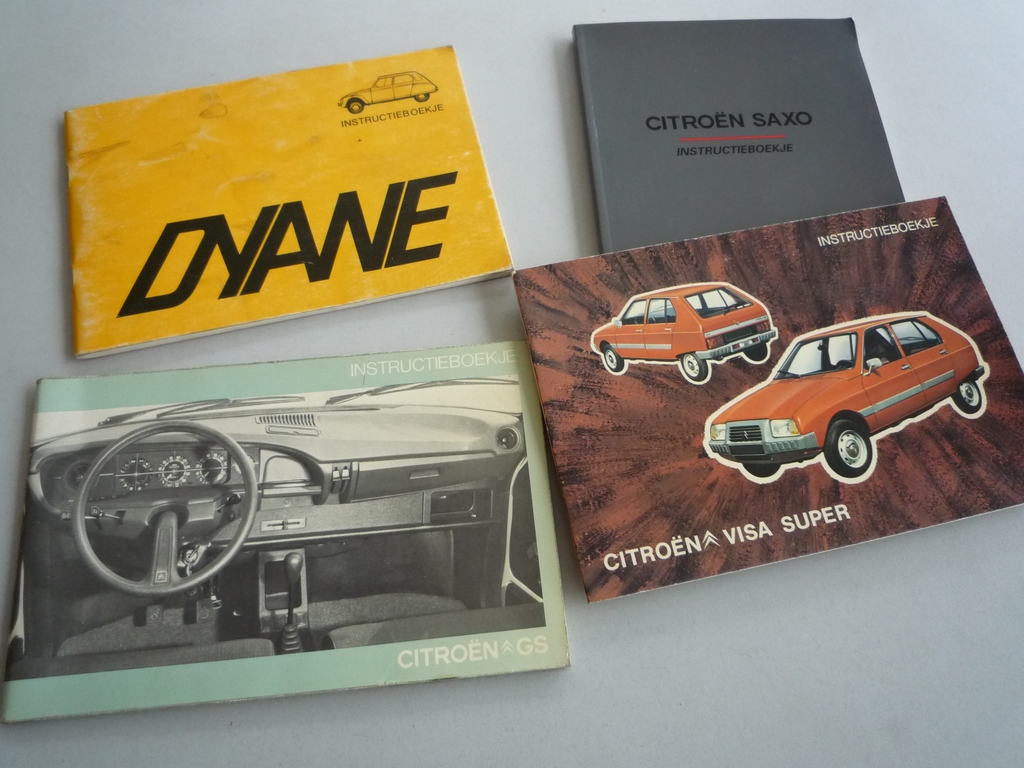 INSTRUCTIEBOEKJE
DYANE
CITROËN SAXO
INSTRUCTIEBOEKJE
INSTRUCTIEBOEKJE
CITROËN GS
INSTRUCTIEBOEKJE
CITROËN VISA SUPER